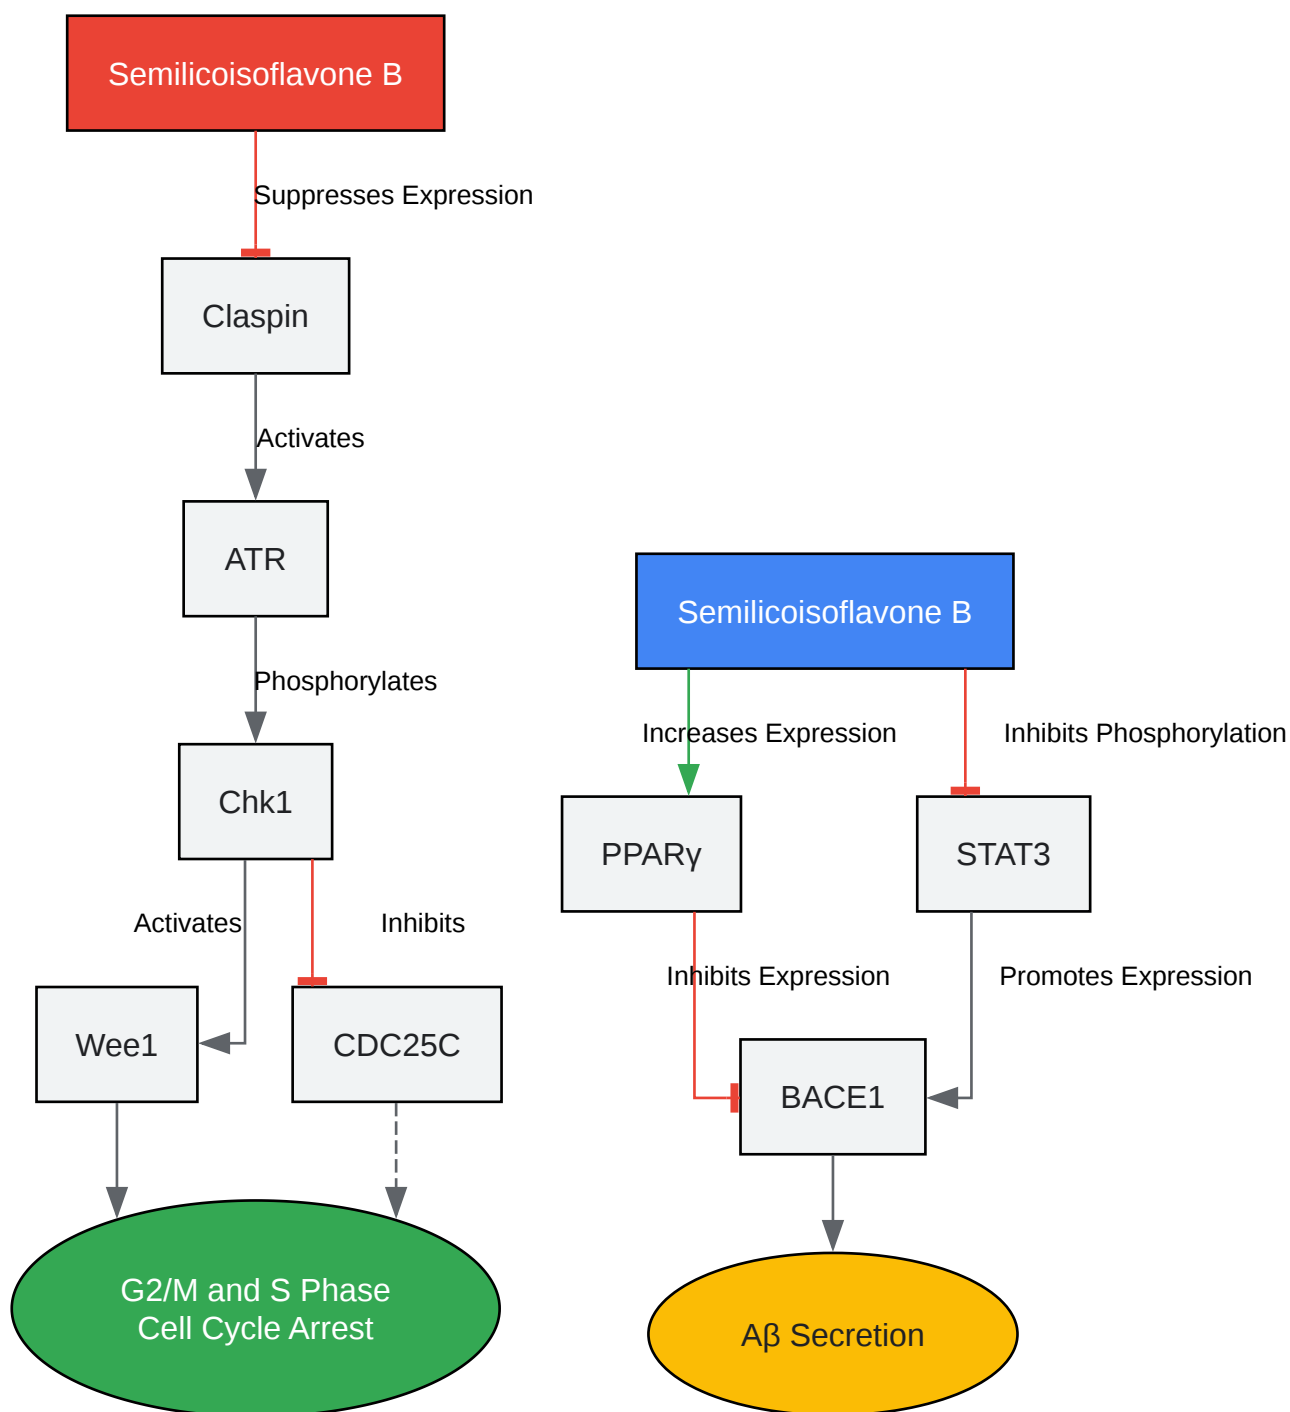 Semilicoisoflavone B
Suppresses Expression
Claspin
Activates
ATR
Phosphorylates
Chk1
Activates
Inhibits
Wee1
CDC25C
G2/M and S Phase
Cell Cycle Arrest
Semilicoisoflavone B
Increases Expression
Inhibits Phosphorylation
PPARγ
STAT3
Inhibits Expression
Promotes Expression
BACE1
Aβ Secretion